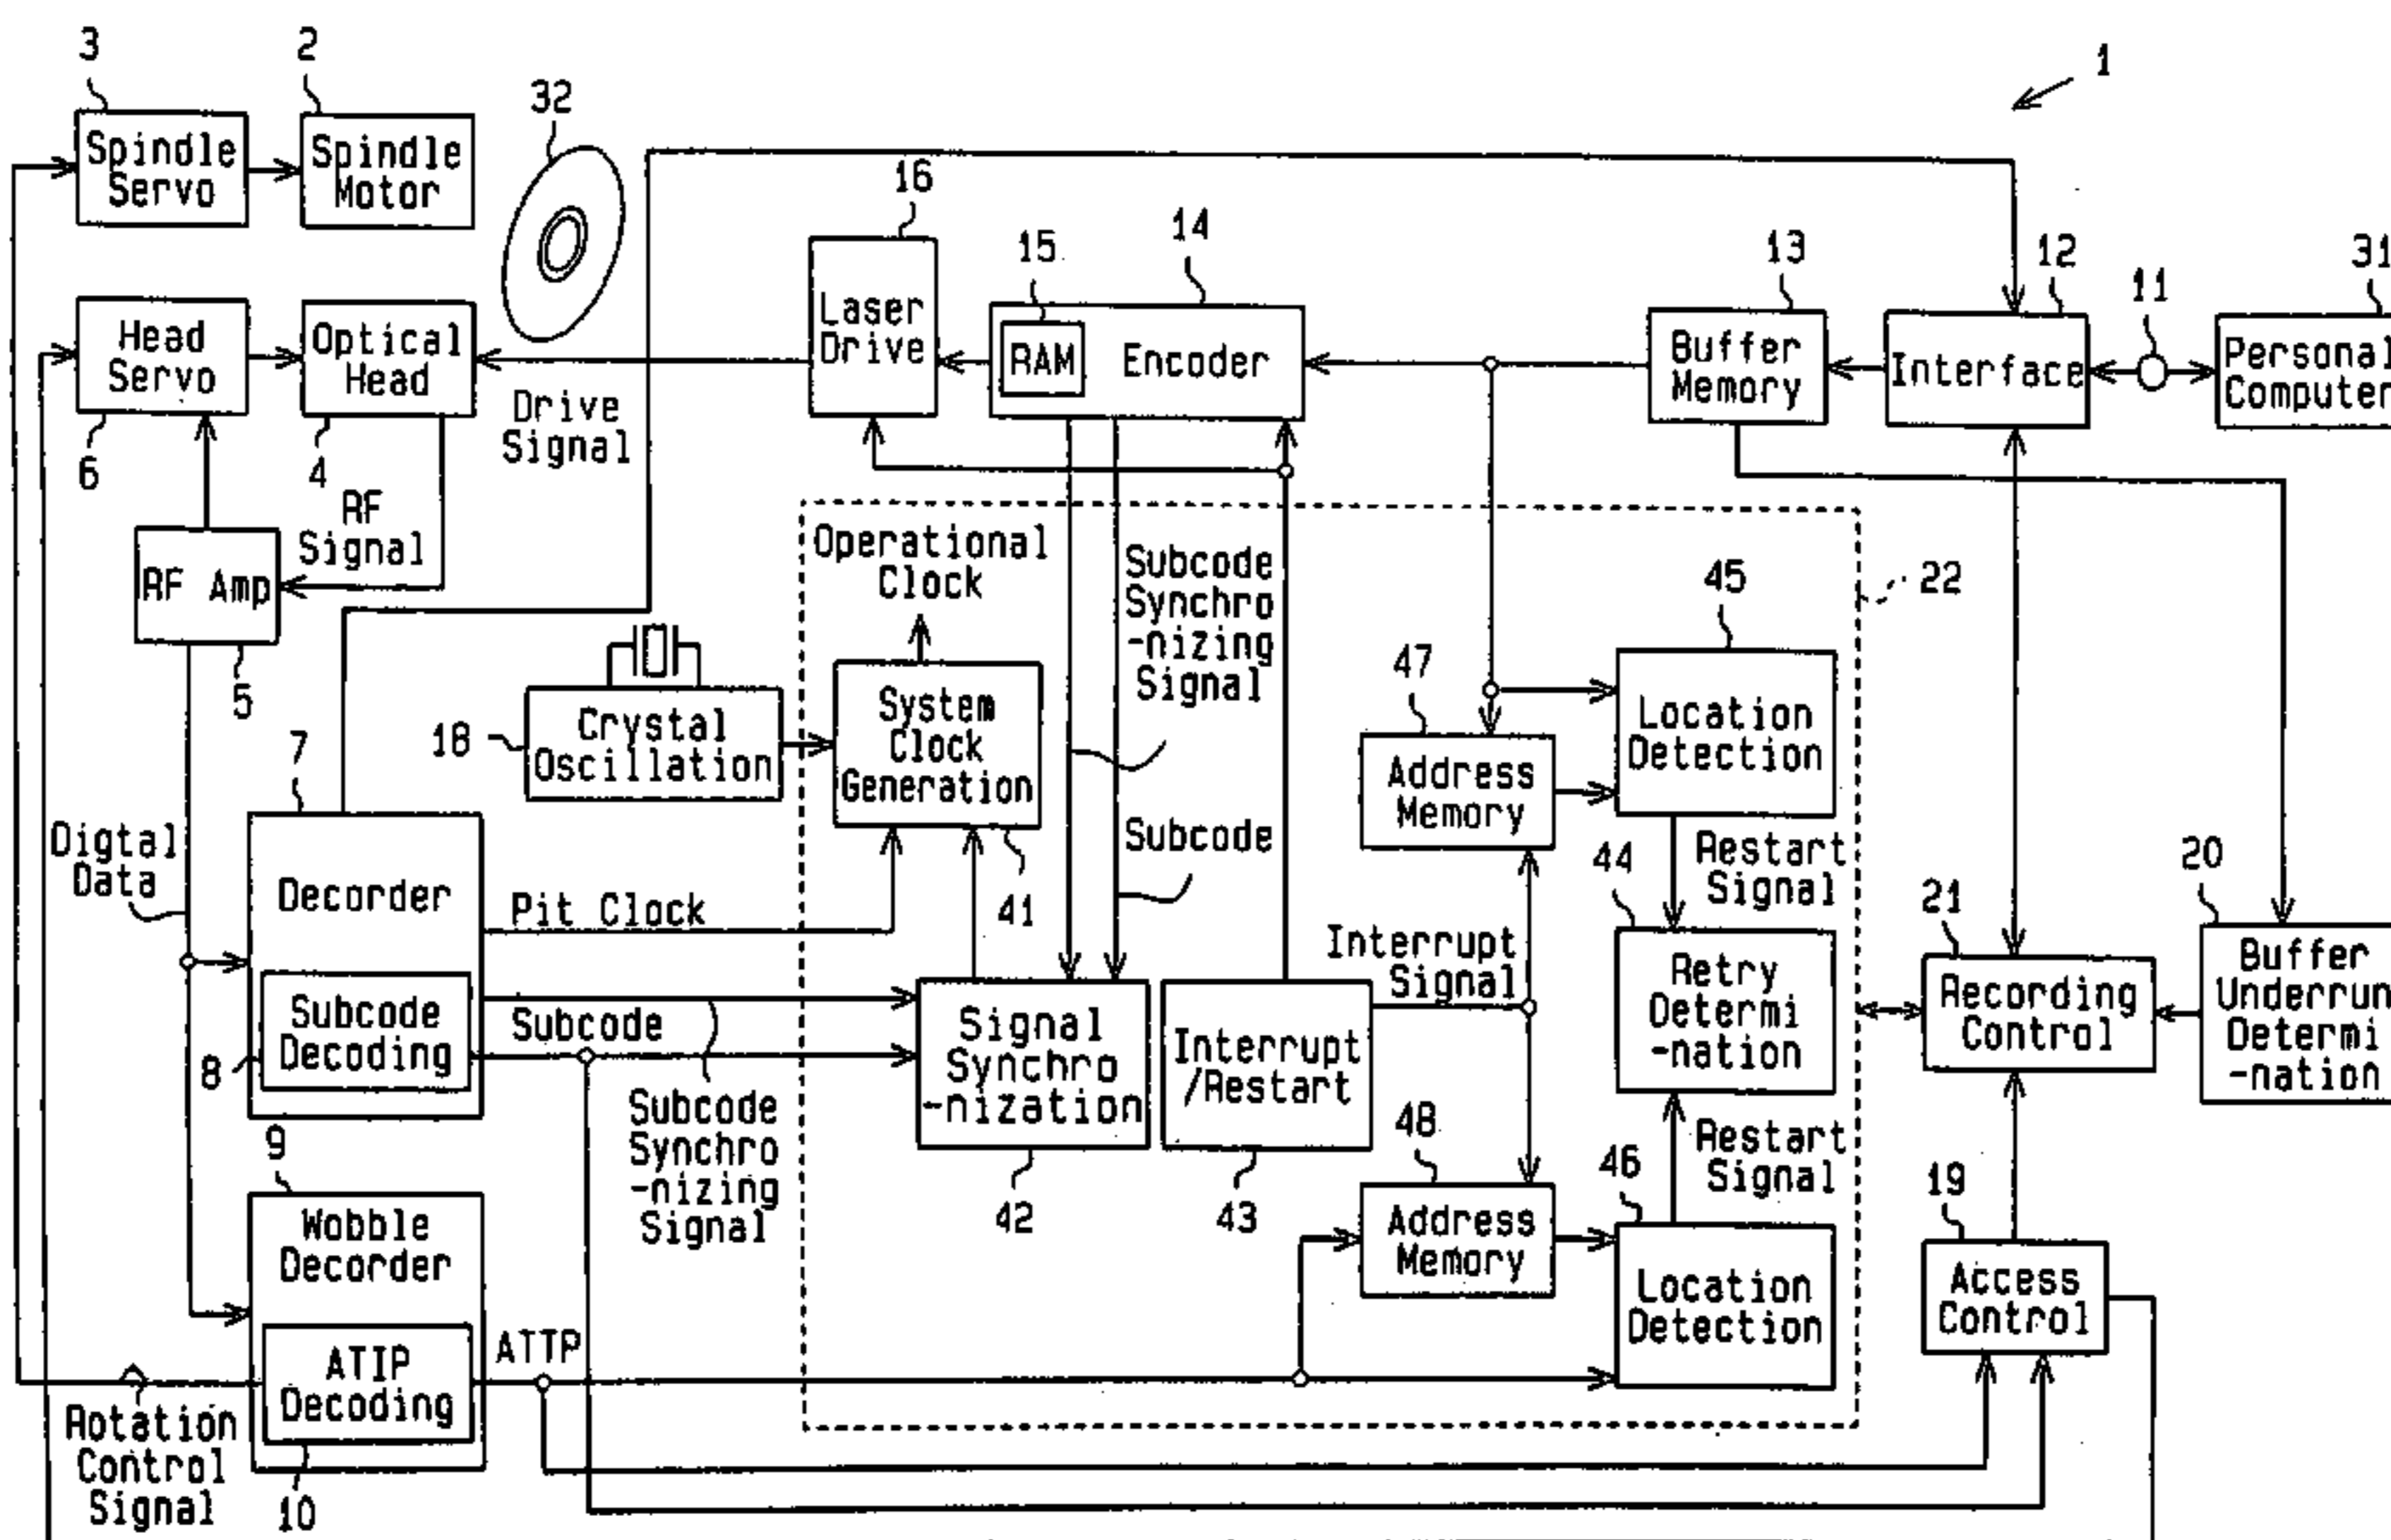 3
2
1
32
Spindle
Servo
Spindle
Motor
16
14
15
13
12
11
31
Head
Servo
Optical
Head
Laser
Drive
RAM
Encoder
Buffer
Memory
Interface
Personal
Computer
Drive
Signal
6
4
RF
Signal
RF Amp
5
Operational
Clock
Subcode
Synchro
-nizing
Signal
22
45
47
18
Crystal
Oscillation
System
Clock
Generation
Location
Detection
Address
Memory
7
Digtal
Data
Decorder
Pit Clock
41
Subcode
Restart
Signal
44
20
21
Interrupt
Signal
Subcode
Decoding
8
Subcode
Subcode
Synchro
-nizing
Signal
Signal
Synchro
-nization
42
Interrupt
/Restart
43
Retry
Determi
-nation
Recording
Control
Buffer
Underrun
Determi
-nation
9
Wobble
Decorder
48
Restart
Signal
46
19
Address
Memory
Location
Detection
Access
Control
ATIP
Decoding
ATTP
Rotation
Control
Signal
10